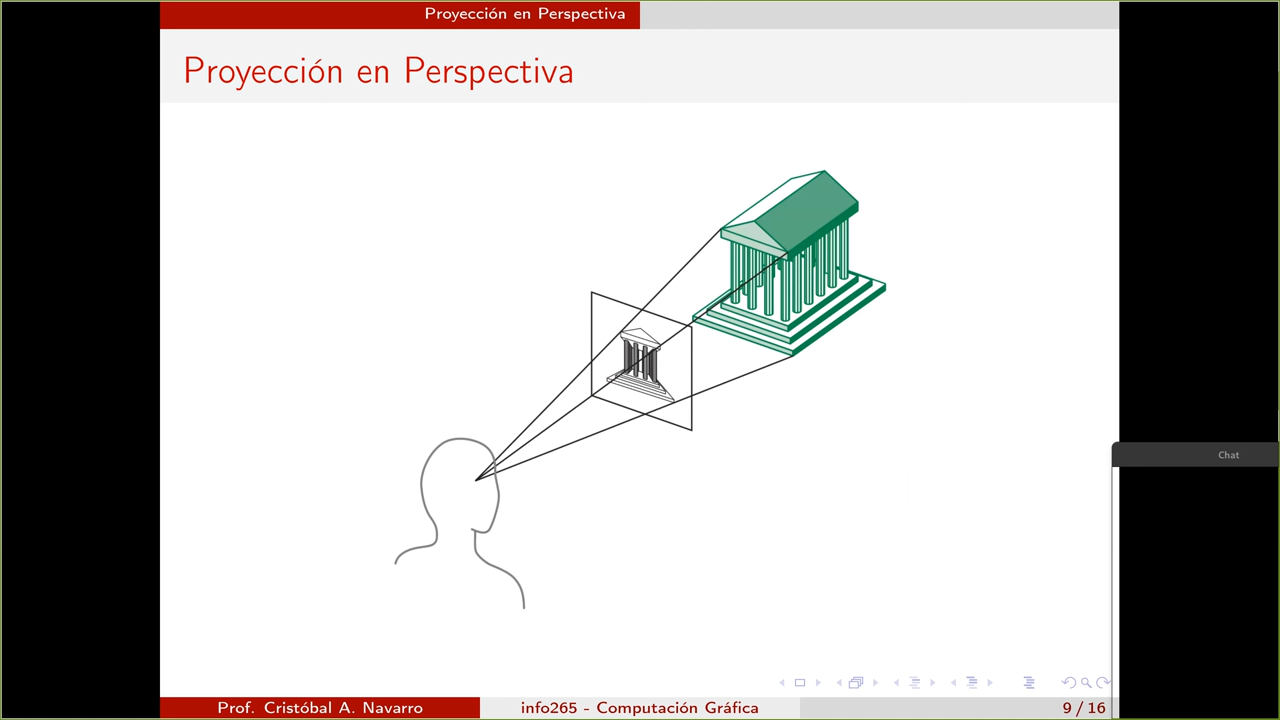 Proyección en Perspectiva
Proyección en Perspectiva
Chat
Prof. Cristóbal A. Navarro
info265 - Computación Gráfica
9 / 16